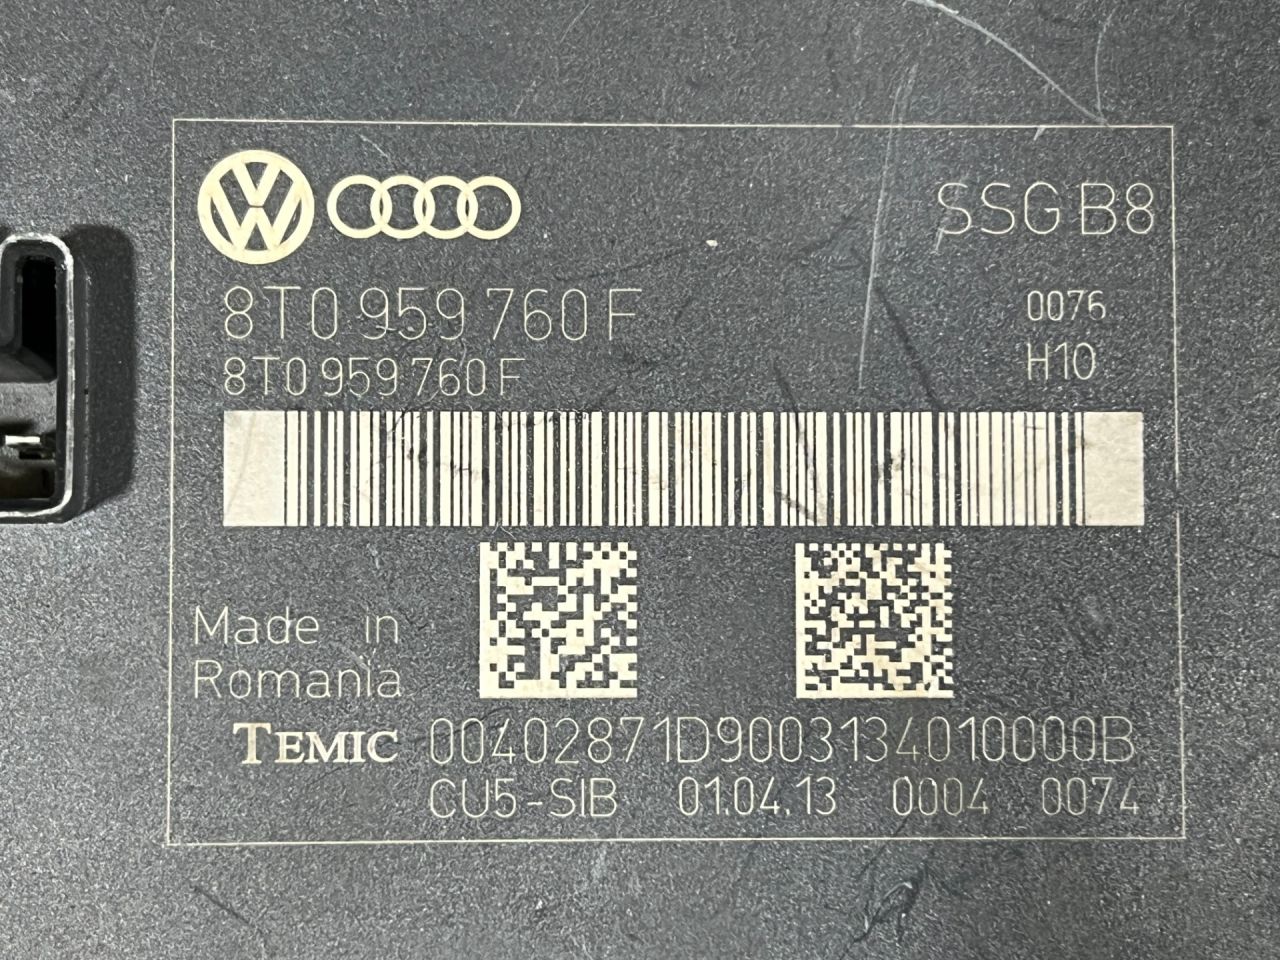 SSG B8
8T0 959 760 F
0076
8T0 959 760 F
H10
Made in
Romania
TEMIC 00402871D9003134010000B
CU5-SIB 01.04.13 0004 0074